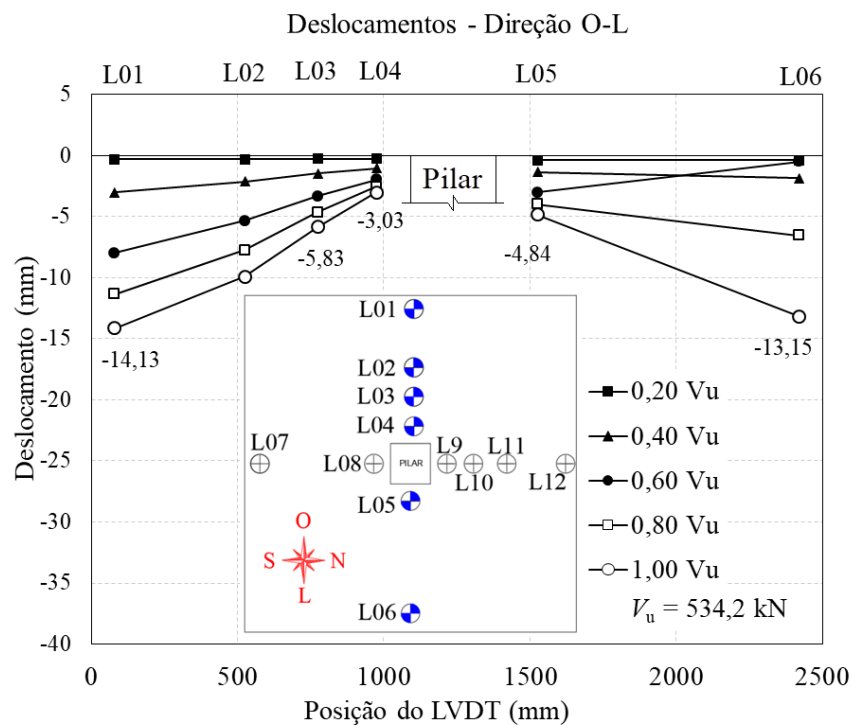 Deslocamentos - Direção O-L
L01 L02 L03 L04 L05 L06
5
0
-5
-10
-15
-20
-25
-30
-35
-40
Deslocamento (mm)
Pilar
-3,03
-5,83
-4,84
-14,13
-13,15
L01
L02
L03
L04
L07
L08
PILAR
L9
L10
L11
L12
L05
L06
O
S N
L
0,20 Vu
0,40 Vu
0,60 Vu
0,80 Vu
1,00 Vu
Vu = 534,2 kN
0 500 1000 1500 2000 2500
Posição do LVDT (mm)